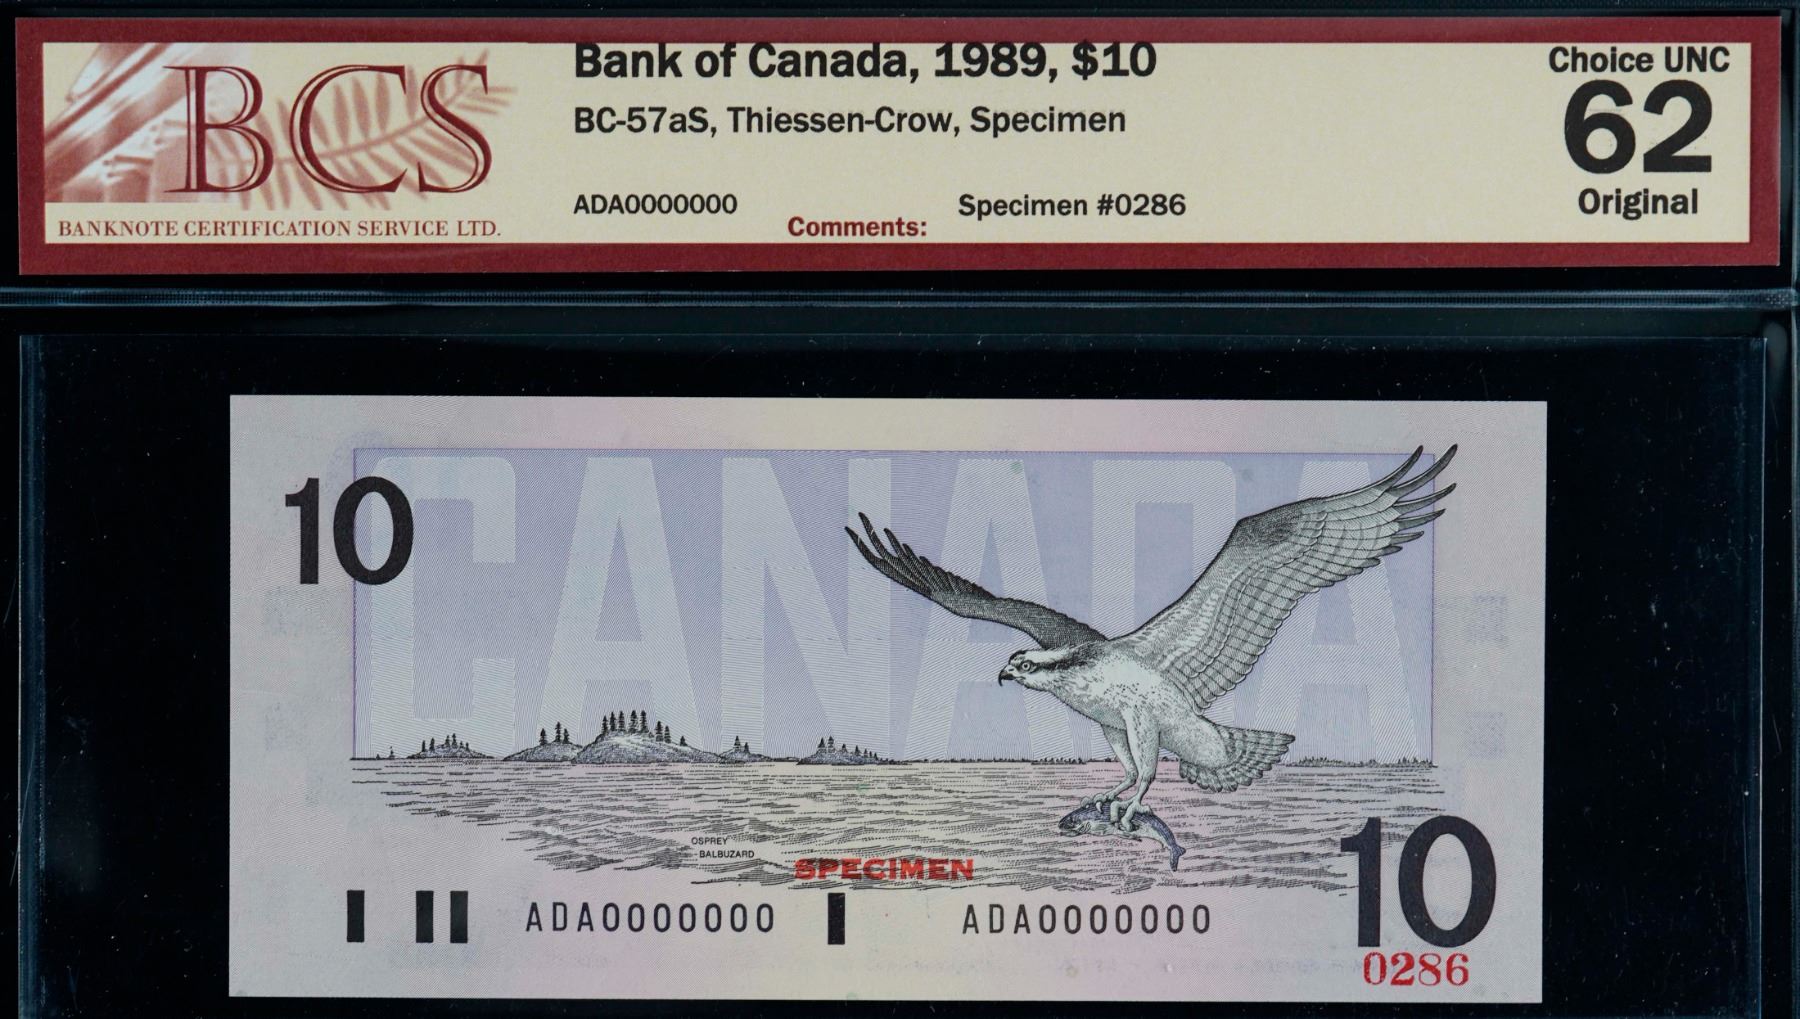 BCS
BANKNOTE CERTIFICATION SERVICE LTD.
Bank of Canada, 1989, $10
BC-57aS, Thiessen-Crow, Specimen
ADA0000000
Specimen #0286
Comments:
Choice UNC
62
Original
CANADA
10
OSPREY
BALBUZARD
SPECIMEN
ADA0000000
ADA0000000
10
0286